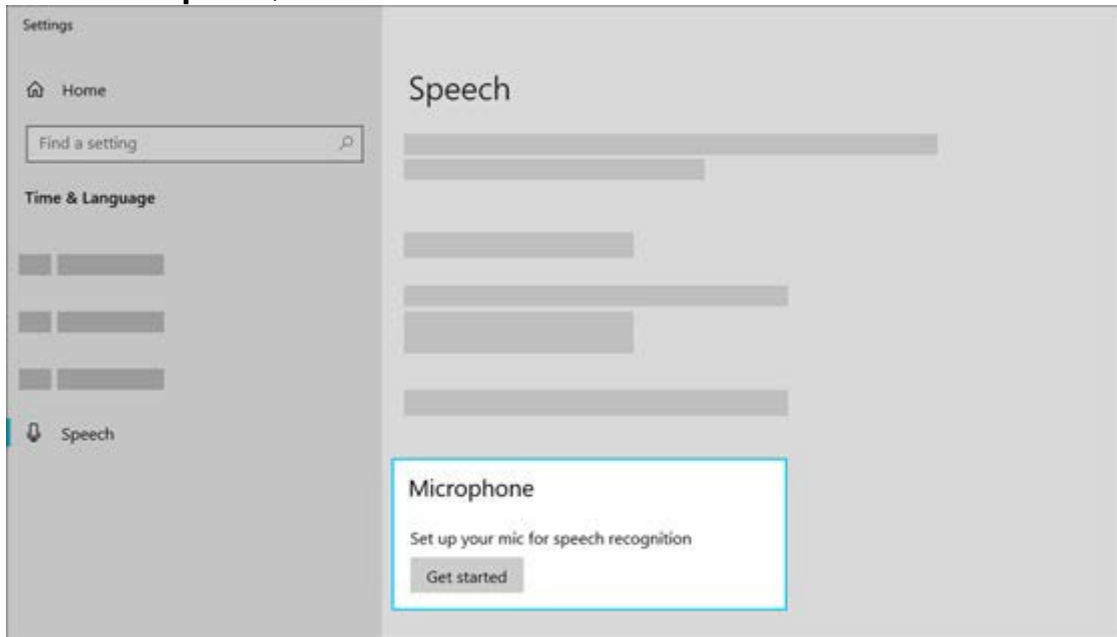 Settings
Home
Find a setting
Time & Language
Speech
Speech
Microphone
Set up your mic for speech recognition
Get started